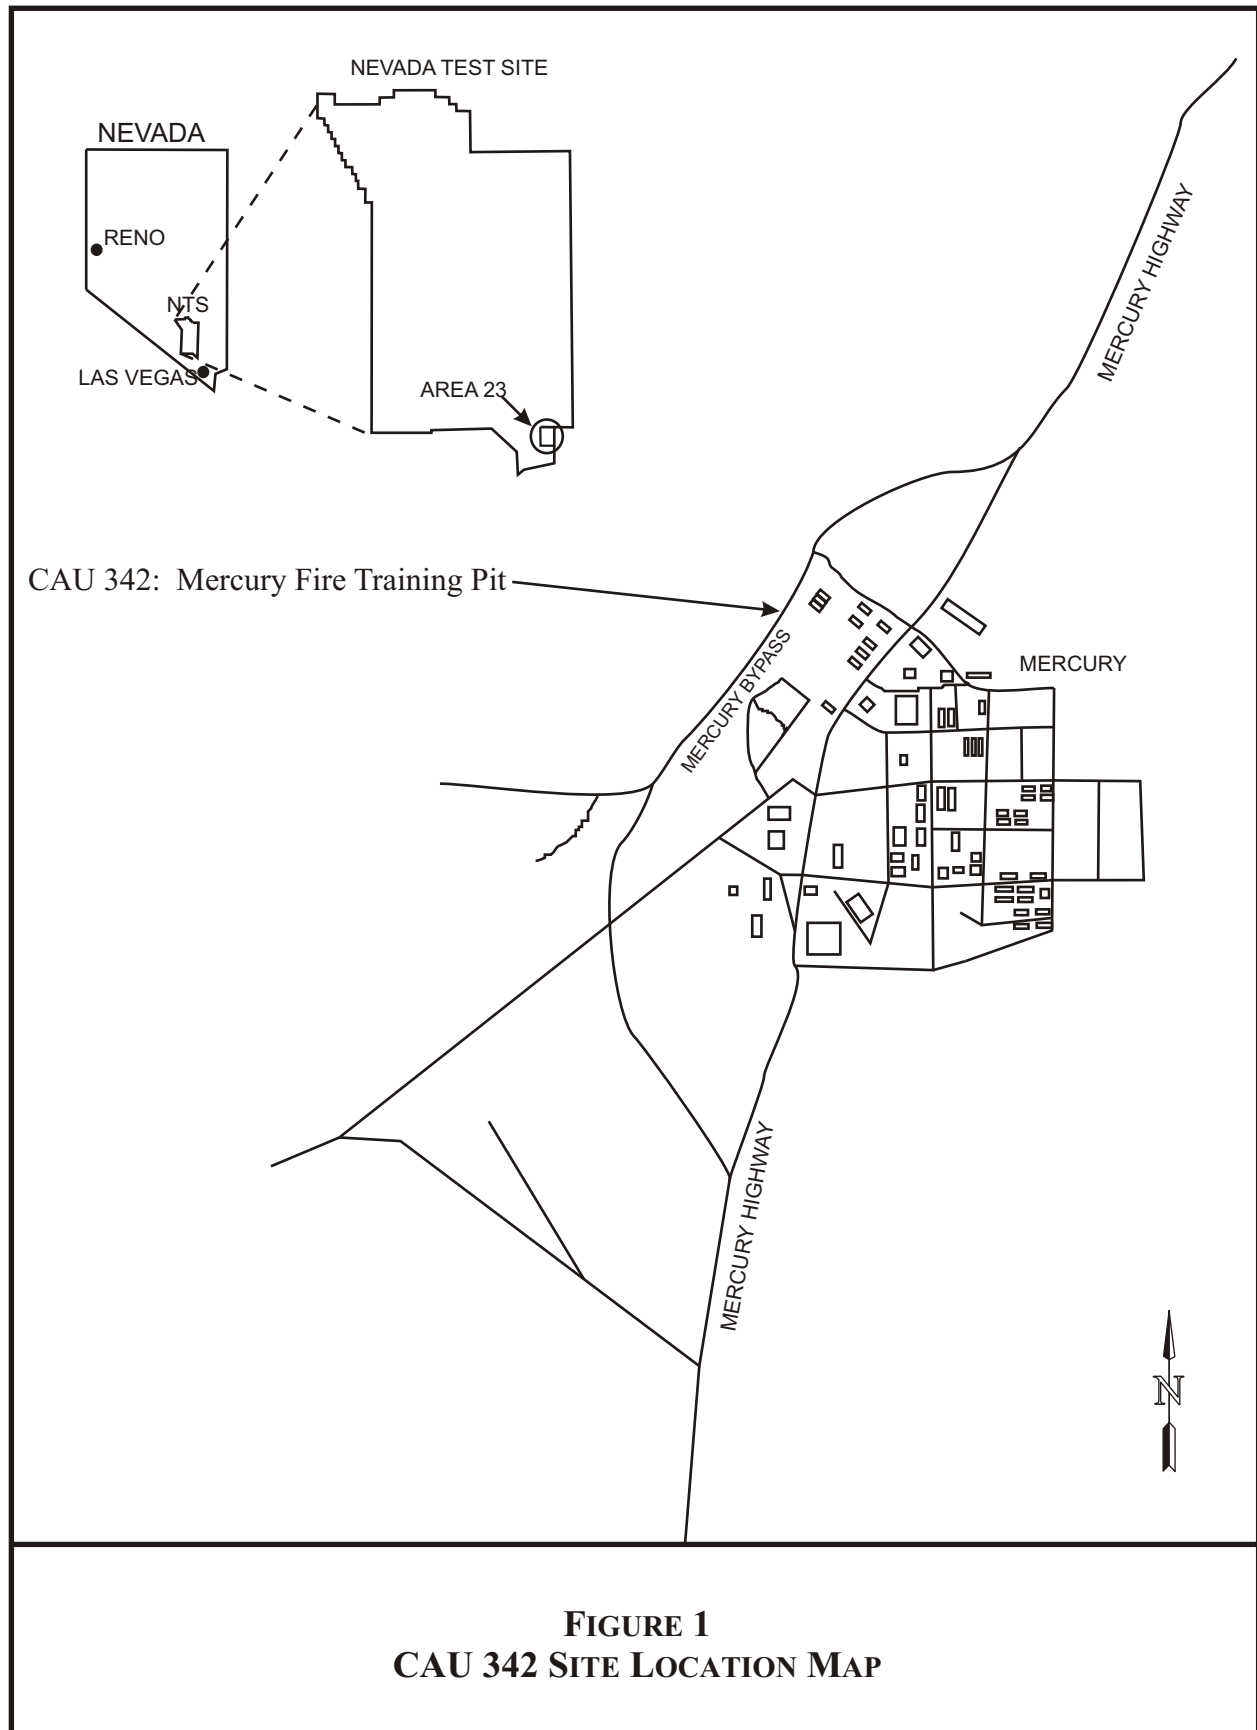 NEVADA TEST SITE
NEVADA
RENO
NTS
LAS VEGAS
AREA 23
MERCURY HIGHWAY
CAU 342: Mercury Fire Training Pit
MERCURY BYPASS
MERCURY
MERCURY HIGHWAY
N
FIGURE 1
CAU 342 SITE LOCATION MAP